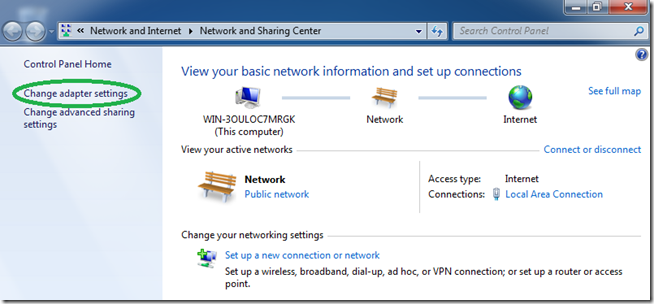 Network and Internet
Network and Sharing Center
Search Control Panel
Control Panel Home
Change adapter settings
Change advanced sharing
settings
View your basic network information and set up connections
See full map
WIN-3OULOC7MRGK
(This computer)
Network
Internet
View your active networks
Connect or disconnect
Network
Public network
Access type:
Internet
Connections:
Local Area Connection
Change your networking settings
Set up a new connection or network
Set up a wireless, broadband, dial-up, ad hoc, or VPN connection; or set up a router or access
point.